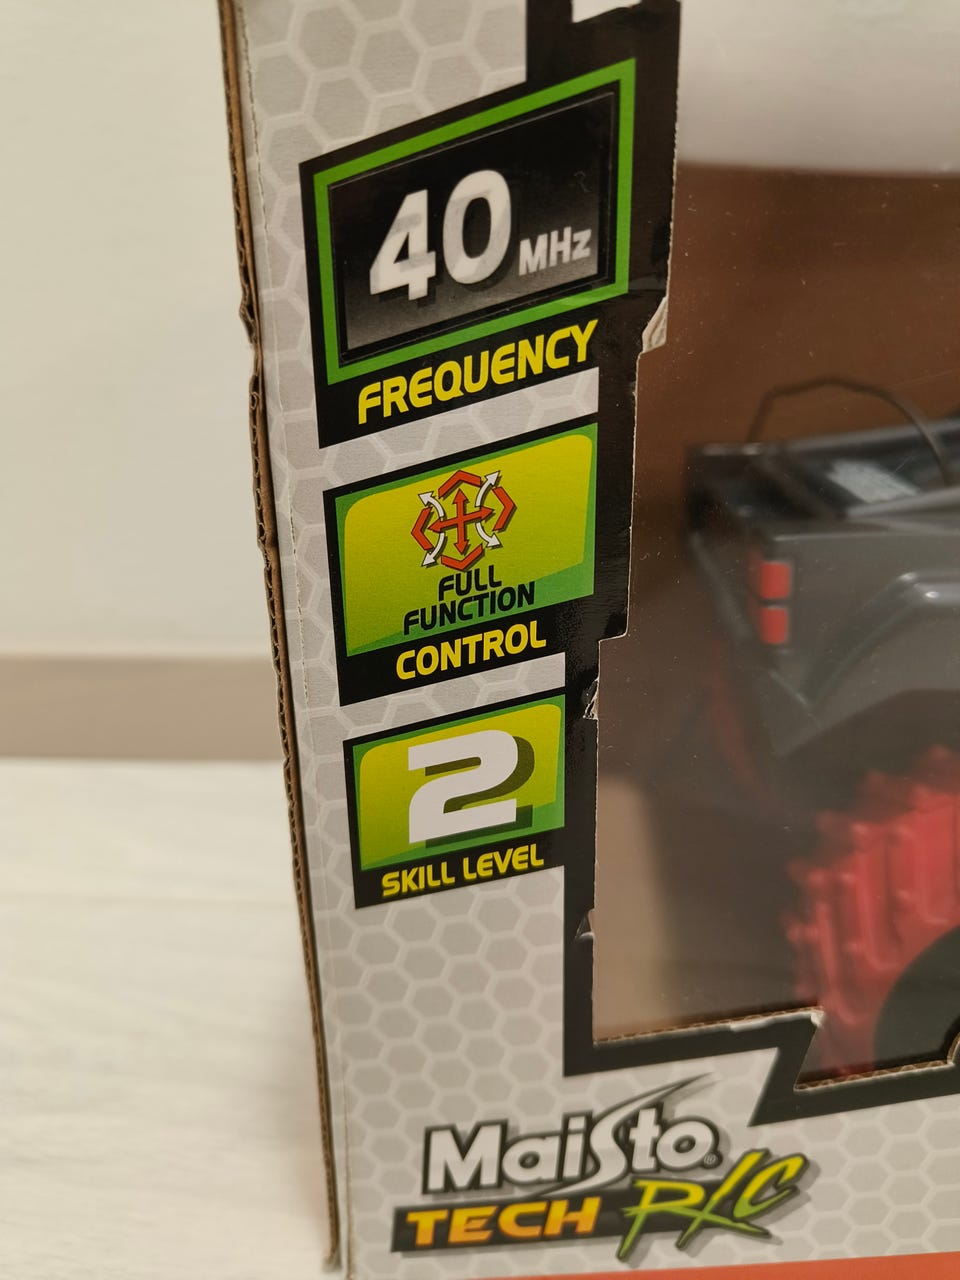 40 MHz
FREQUENCY
FULL
FUNCTION
CONTROL
2
SKILL LEVEL
Maisto®
TECH R/C